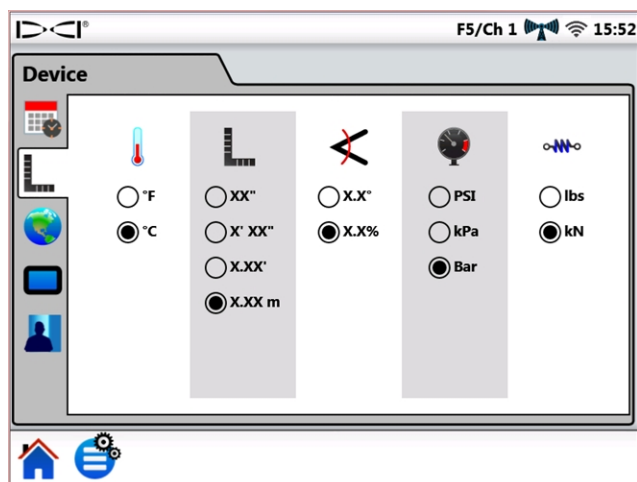 DCI® F5/Ch 1 15:52
Device
°F XX" X.X° PSI lbs
°C X' XX" X.X% kPa kN
X.XX' Bar
X.XX m